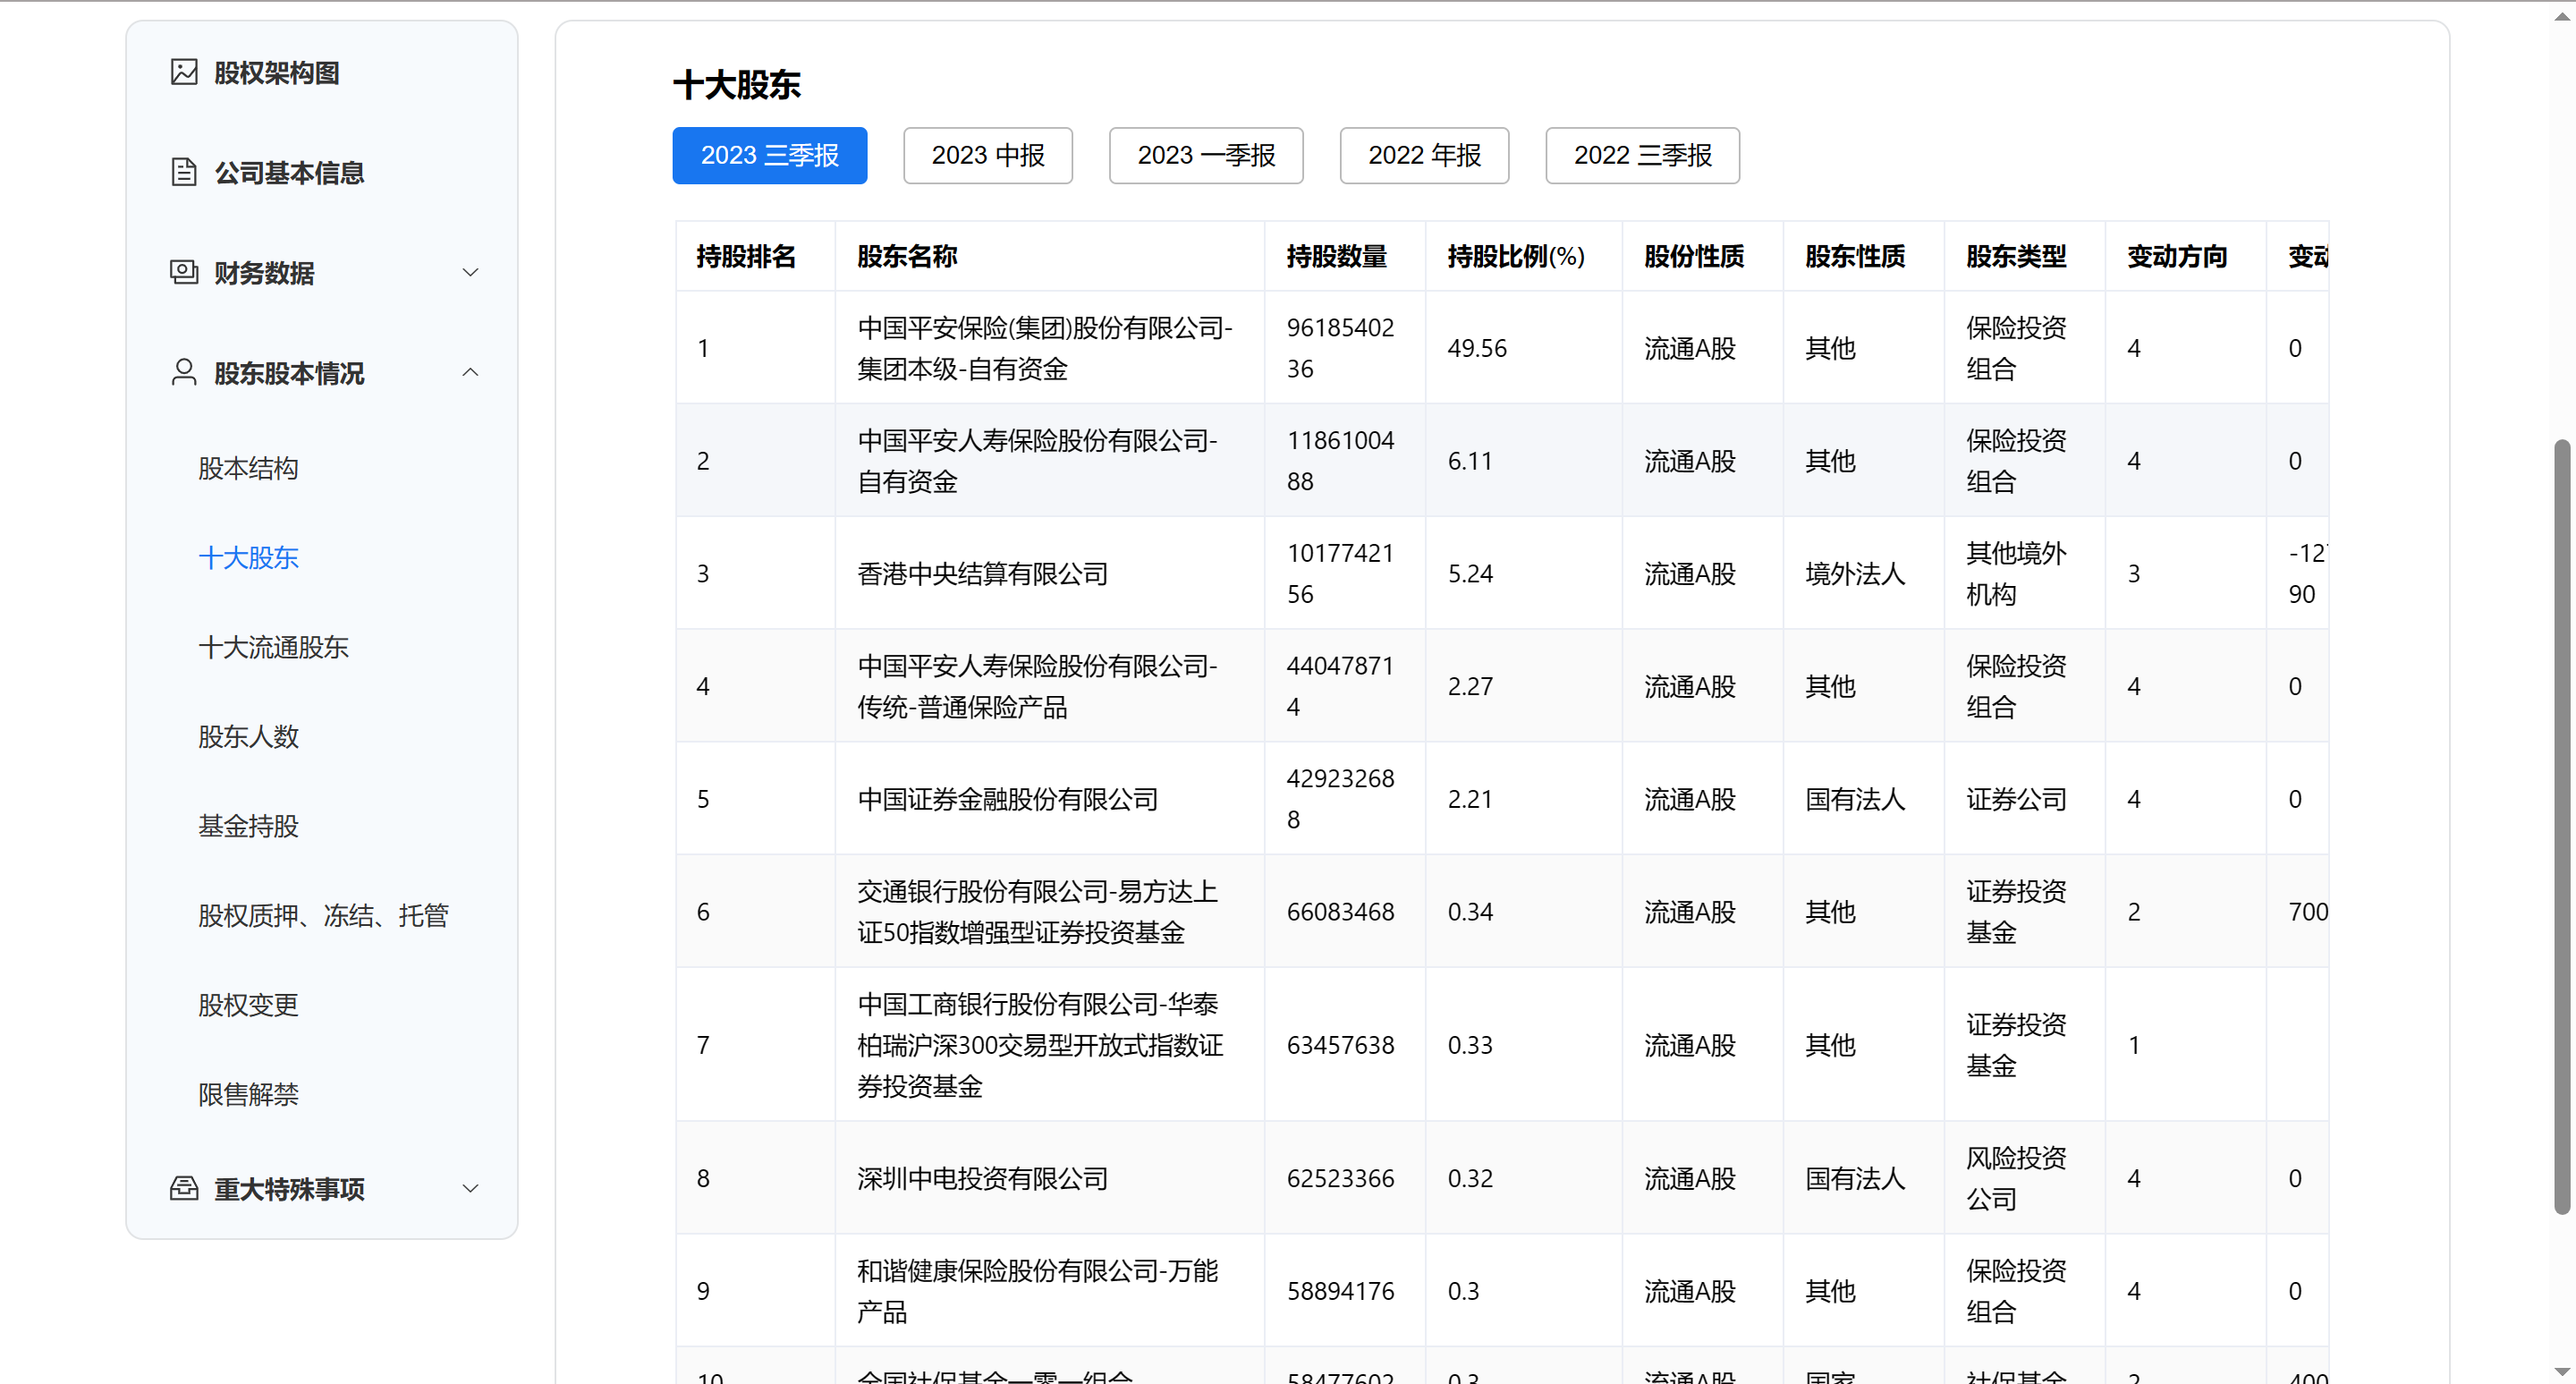 股权架构图
公司基本信息
财务数据
股东股本情况
股本结构
十大股东
十大流通股东
股东人数
基金持股
股权质押、冻结、托管
股权变更
限售解禁
重大特殊事项
十大股东
2023 三季报 2023 中报 2023 一季报 2022 年报 2022 三季报
持股排名 股东名称 持股数量 持股比例(%) 股份性质 股东性质 股东类型 变动方向 变动
1 中国平安保险(集团)股份有限公司- 96185402 49.56 流通A股 其他 保险投资 4 0
集团本级-自有资金 36 组合
2 中国平安人寿保险股份有限公司- 11861004 6.11 流通A股 其他 保险投资 4 0
自有资金 88 组合
3 香港中央结算有限公司 10177421 5.24 流通A股 境外法人 其他境外 3 -127
56 机构 90
4 中国平安人寿保险股份有限公司- 44047871 2.27 流通A股 其他 保险投资 4 0
传统-普通保险产品 4 组合
5 中国证券金融股份有限公司 42923268 2.21 流通A股 国有法人 证券公司 4 0
8
6 交通银行股份有限公司-易方达上 66083468 0.34 流通A股 其他 证券投资 2 700
证50指数增强型证券投资基金 基金
7 中国工商银行股份有限公司-华泰 63457638 0.33 流通A股 其他 证券投资 1
柏瑞沪深300交易型开放式指数证 基金
券投资基金
8 深圳中电投资有限公司 62523366 0.32 流通A股 国有法人 风险投资 4 0
公司
9 和谐健康保险股份有限公司-万能 58894176 0.3 流通A股 其他 保险投资 4 0
产品 组合
10 全国社保基金一零一组合 58477602 0.3 流通A股 国家 社保基金 2 400